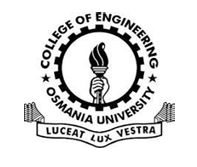 COLLEGE OF ENGINEERING
OSMANIA UNIVERSITY
LUCEAT LUX VESTRA